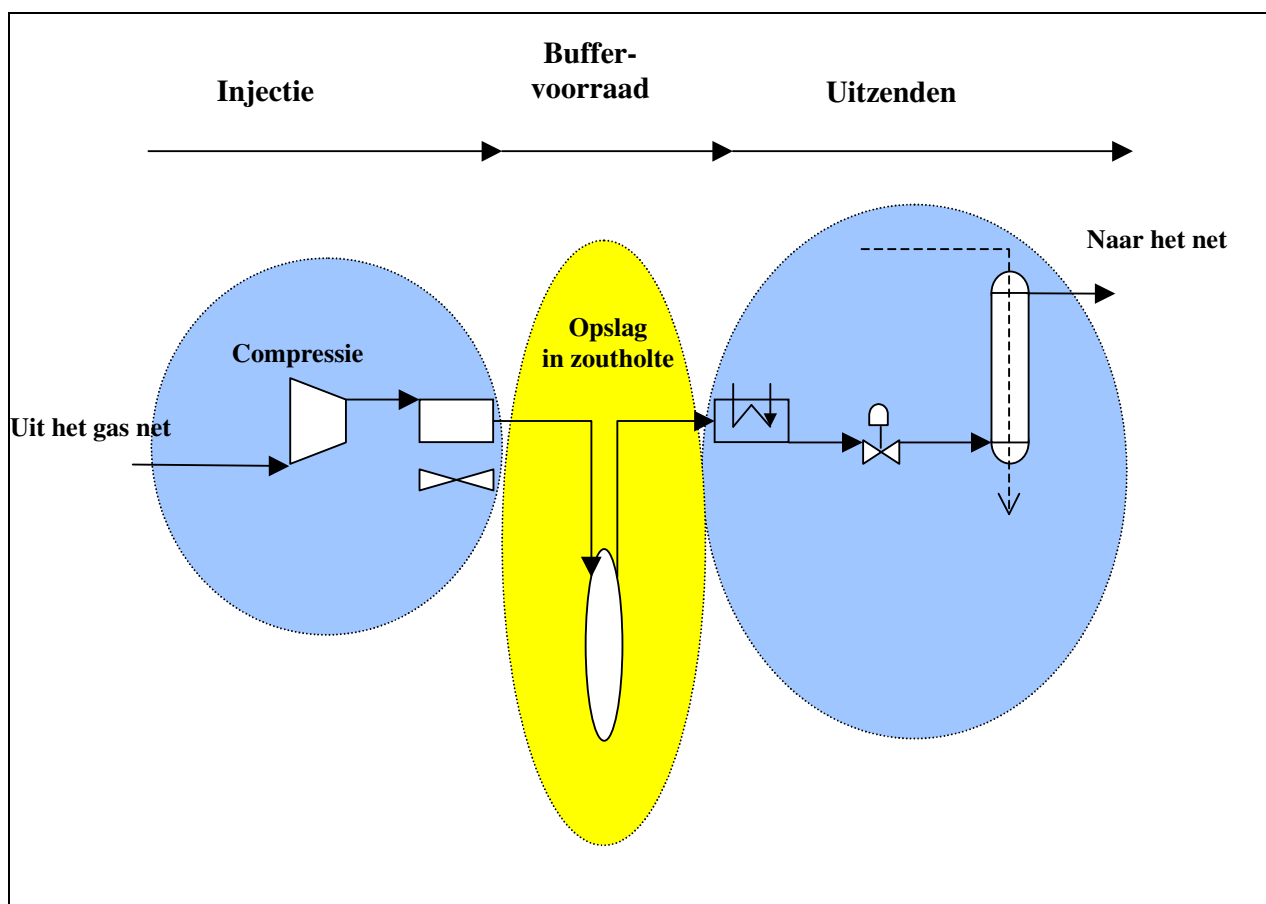 Injectie
Buffer-
voorraad
Uitzenden
Naar het net
Compressie
Opslag
in zoutholte
Uit het gas net